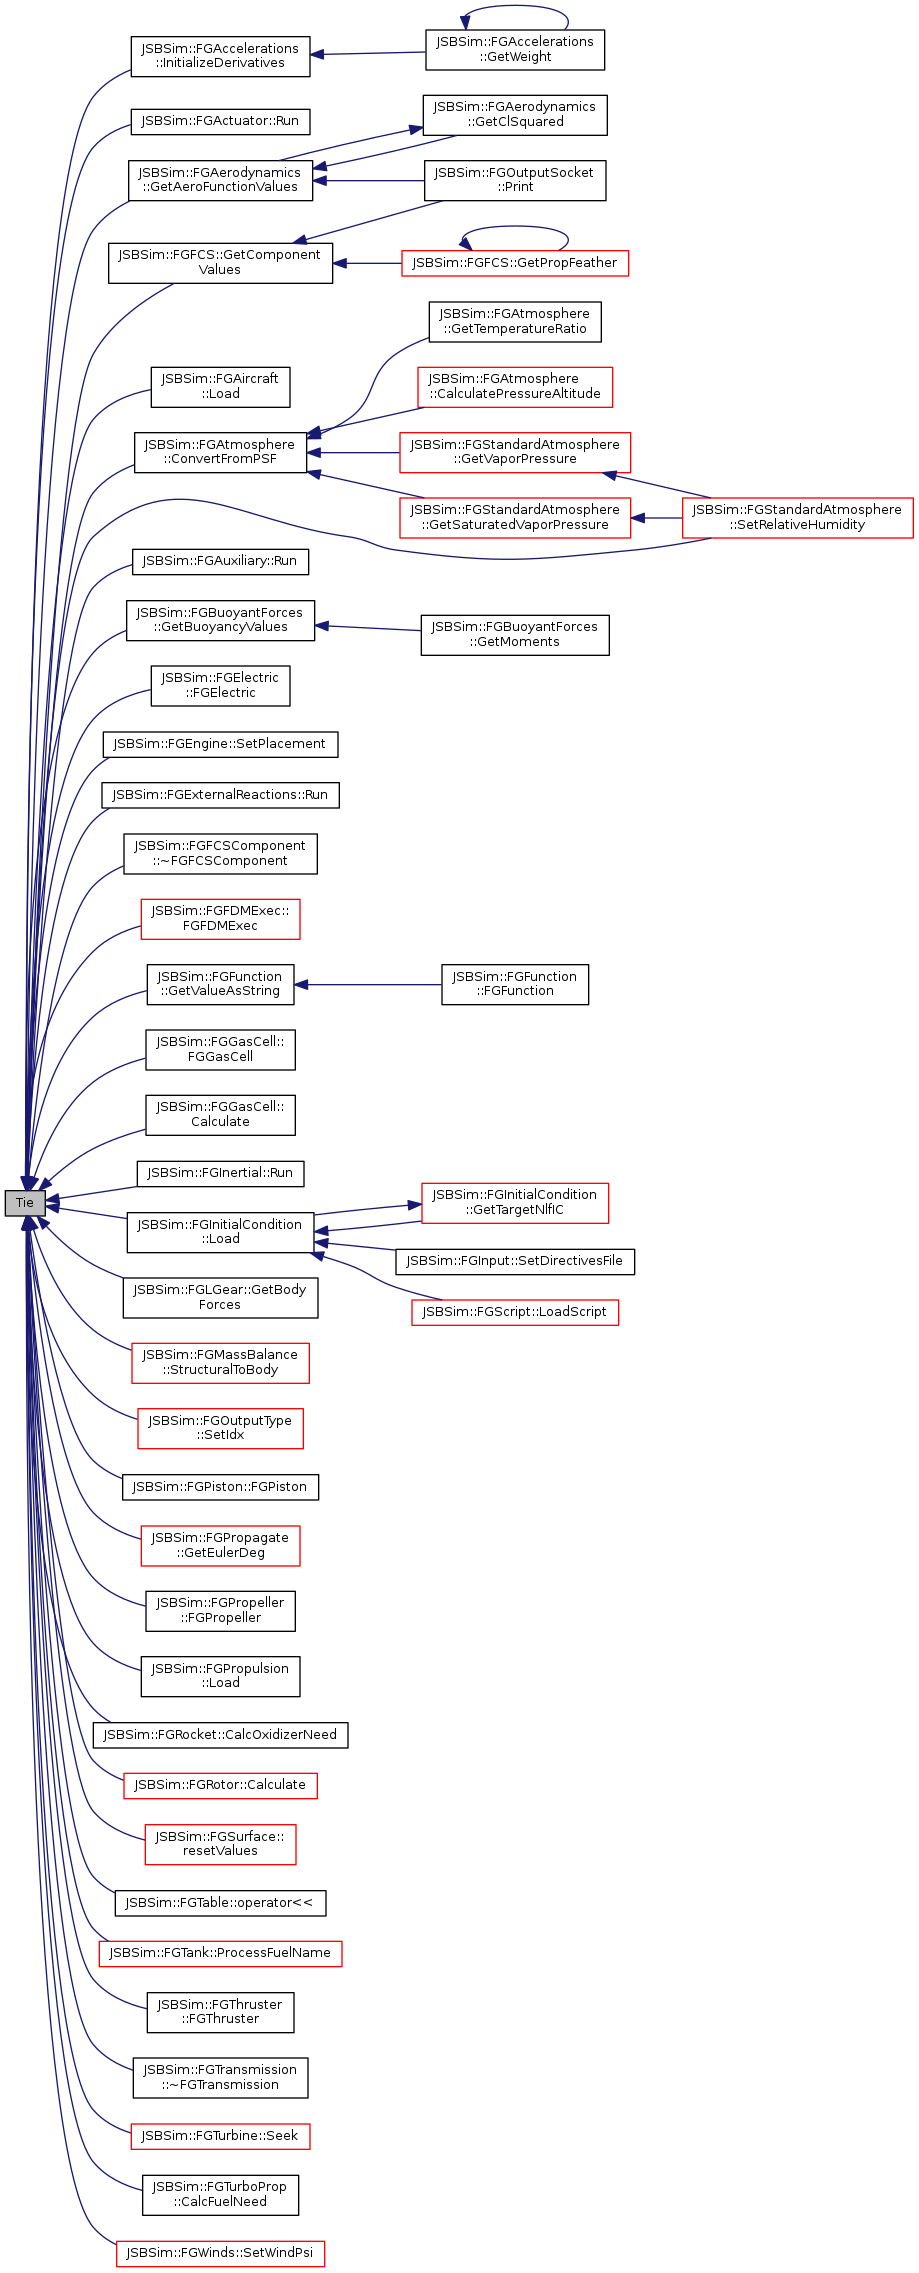 JSBSim::FGAccelerations
::InitializeDerivatives
JSBSim::FGAccelerations
::GetWeight
JSBSim::FGActuator::Run
JSBSim::FGAerodynamics
::GetClSquared
JSBSim::FGAerodynamics
::GetAeroFunctionValues
JSBSim::FGOutputSocket
::Print
JSBSim::FGFCS::GetComponent
Values
JSBSim::FGFCS::GetPropFeather
JSBSim::FGAtmosphere
::GetTemperatureRatio
JSBSim::FGAircraft
::Load
JSBSim::FGAtmosphere
::CalculatePressureAltitude
JSBSim::FGAtmosphere
::ConvertFromPSF
JSBSim::FGStandardAtmosphere
::GetVaporPressure
JSBSim::FGStandardAtmosphere
::GetSaturatedVaporPressure
JSBSim::FGStandardAtmosphere
::SetRelativeHumidity
JSBSim::FGAuxiliary::Run
JSBSim::FGBuoyantForces
::GetBuoyancyValues
JSBSim::FGBuoyantForces
::GetMoments
JSBSim::FGElectric
::FGElectric
JSBSim::FGEngine::SetPlacement
JSBSim::FGExternalReactions::Run
JSBSim::FGFCSComponent
::~FGFCSComponent
JSBSim::FGFDMExec::
FGFDMExec
JSBSim::FGFunction
::GetValueAsString
JSBSim::FGFunction
::FGFunction
JSBSim::FGGasCell::
FGGasCell
JSBSim::FGGasCell::
Calculate
JSBSim::FGInertial::Run
Tie
JSBSim::FGInitialCondition
::Load
JSBSim::FGInitialCondition
::GetTargetNlfIC
JSBSim::FGInput::SetDirectivesFile
JSBSim::FGScript::LoadScript
JSBSim::FGLGear::GetBody
Forces
JSBSim::FGMassBalance
::StructuralToBody
JSBSim::FGOutputType
::SetIdx
JSBSim::FGPiston::FGPiston
JSBSim::FGPropagate
::GetEulerDeg
JSBSim::FGPropeller
::FGPropeller
JSBSim::FGPropulsion
::Load
JSBSim::FGRocket::CalcOxidizerNeed
JSBSim::FGRotor::Calculate
JSBSim::FGSurface::
resetValues
JSBSim::FGTable::operator<<
JSBSim::FGTank::ProcessFuelName
JSBSim::FGThruster
::FGThruster
JSBSim::FGTransmission
::~FGTransmission
JSBSim::FGTurbine::Seek
JSBSim::FGTurboProp
::CalcFuelNeed
JSBSim::FGWinds::SetWindPsi